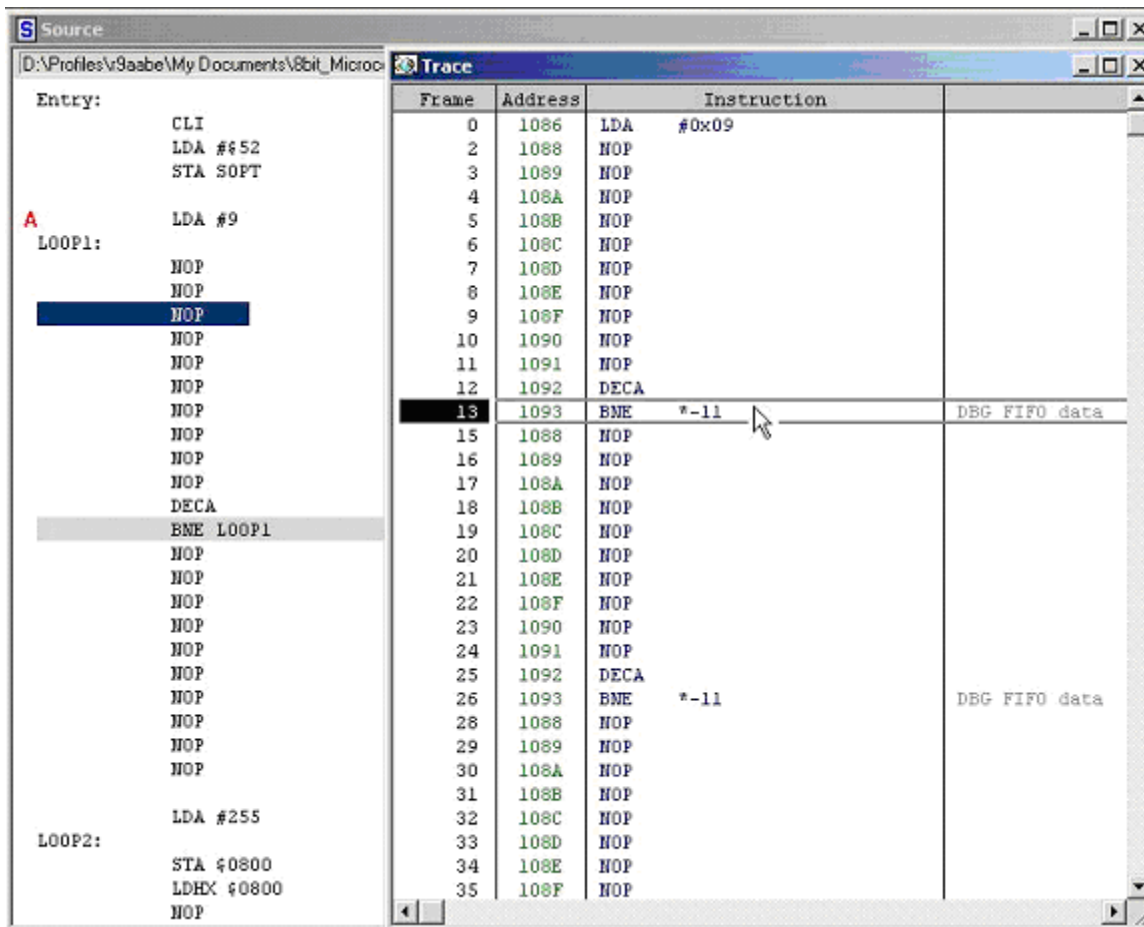 Source
D:\Profiles\r9aabe\My Documents\8bit_Microc
Entry:
CLI
LDA #$52
STA SOPT
A LDA #9
LOOP1:
NOP
NOP
NOP
NOP
NOP
NOP
NOP
NOP
NOP
NOP
DECA
BNE LOOP1
NOP
NOP
NOP
NOP
NOP
NOP
NOP
NOP
NOP
NOP
LDA #255
LOOP2:
STA $0800
LDHX $0800
NOP
Trace
Frame Address Instruction
0 1086 LDA #0x09
2 1088 NOP
3 1089 NOP
4 108A NOP
5 108B NOP
6 108C NOP
7 108D NOP
8 108E NOP
9 108F NOP
10 1090 NOP
11 1091 NOP
12 1092 DECA
13 1093 BNE *-11 DBG FIFO data
15 1088 NOP
16 1089 NOP
17 108A NOP
18 108B NOP
19 108C NOP
20 108D NOP
21 108E NOP
22 108F NOP
23 1090 NOP
24 1091 NOP
25 1092 DECA
26 1093 BNE *-11 DBG FIFO data
28 1088 NOP
29 1089 NOP
30 108A NOP
31 108B NOP
32 108C NOP
33 108D NOP
34 108E NOP
35 108F NOP